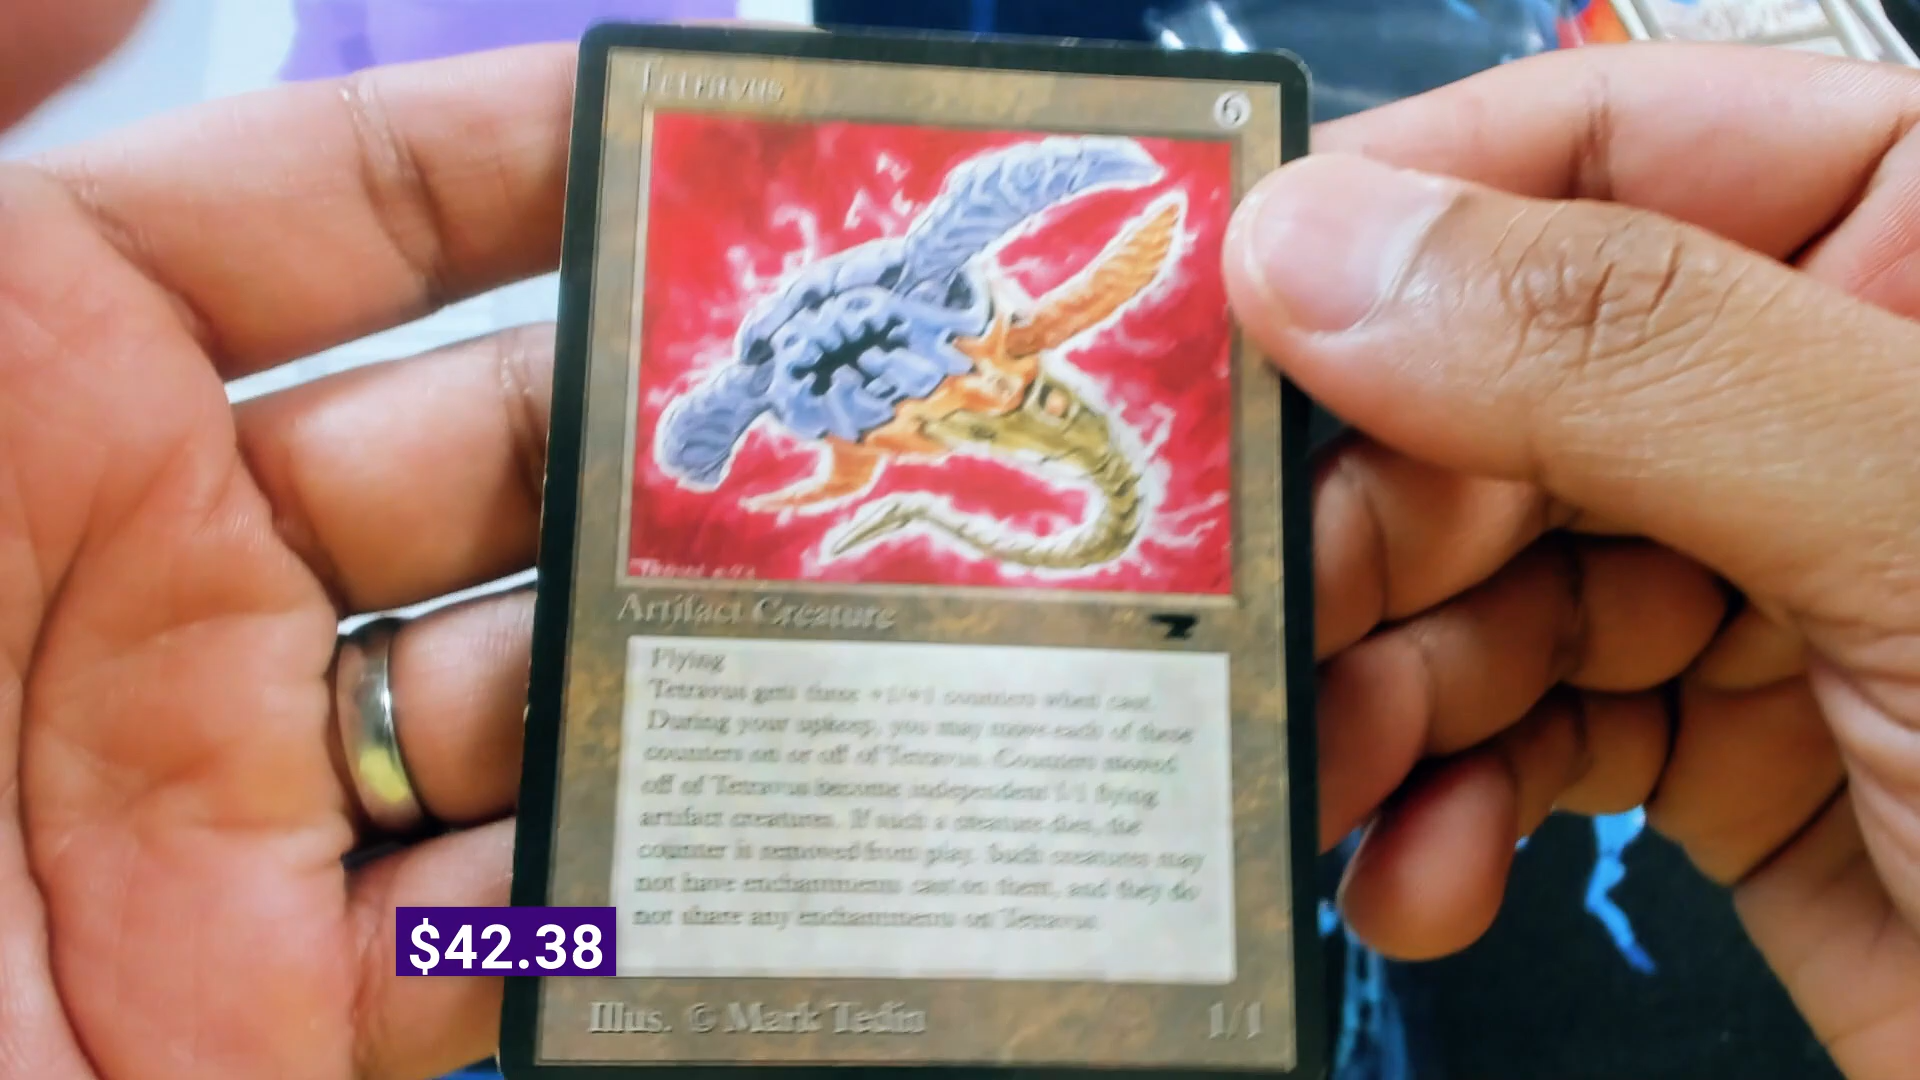 Tetravus
6
Artifact Creature
Flying
Tetravus gets three +1/+1 counters when cast.
During your upkeep, you may move each of these
counters on or off of Tetravus. Counters moved
off of Tetravus become independent 1/1 flying
artifact creatures. If such a creature dies, the
counter is removed from play. Such creatures may
not have enchantments cast on them, and they do
not share any enchantments on Tetravus.
$42.38
Illus. © Mark Tedin
1/1